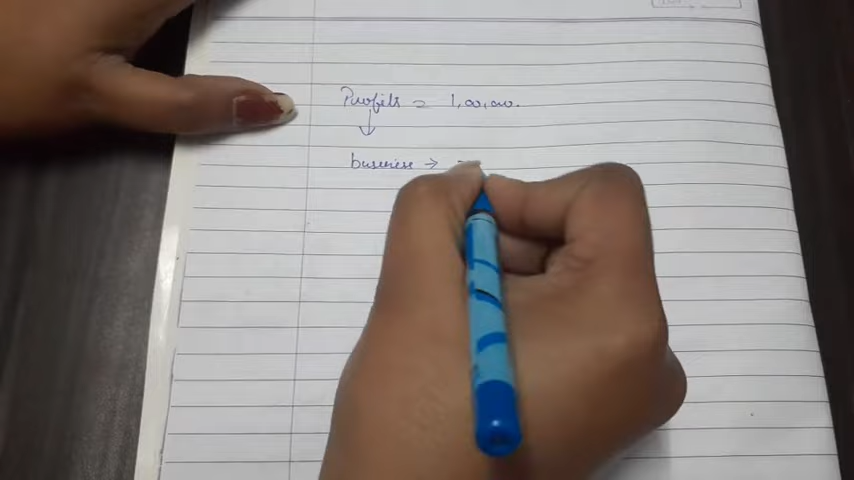 Profits = 1,00,000.
business →